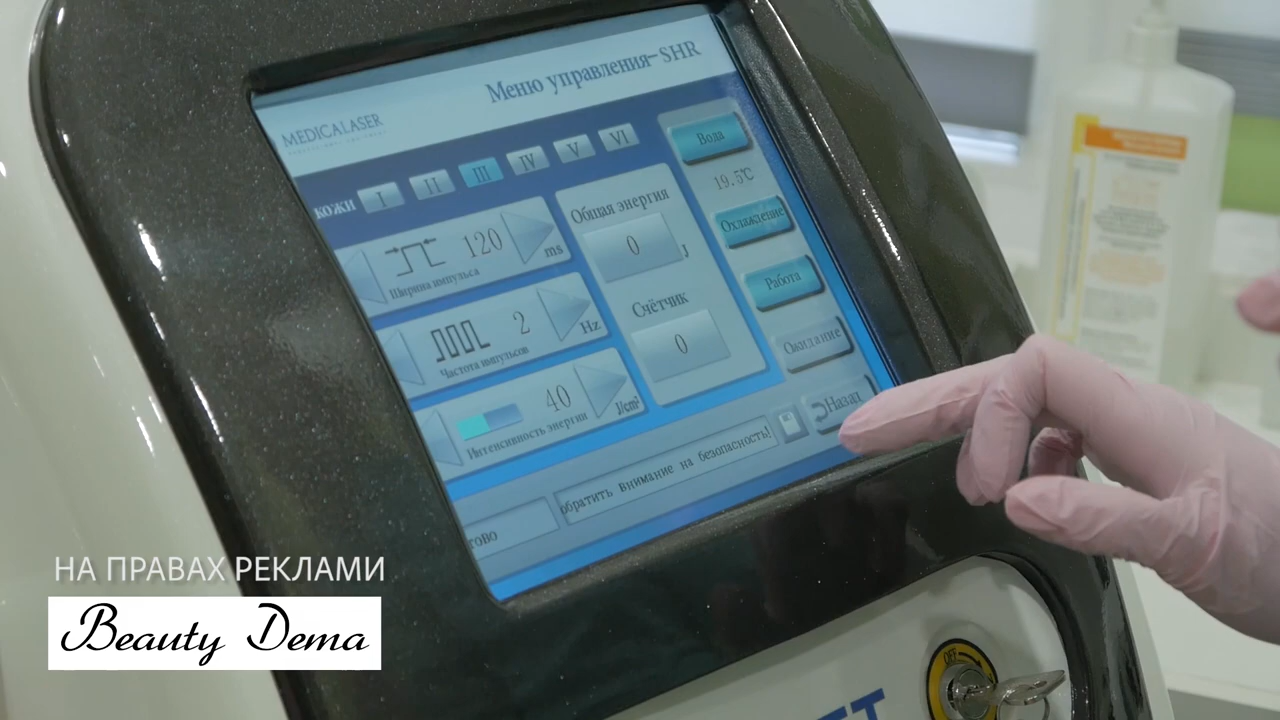 Меню управления-SHR
MEDICALASER
кожи I II III IV V VI
120 ms
Ширина импульса
2 Hz
Частота импульсов
40 J/cm²
Интенсивность энергии
Общая энергия
0 J
Счётчик
0
Вода
19.5℃
Охлаждение
Работа
Ожидание
Назад
обратить внимание на безопасность!
тово
НА ПРАВАХ РЕКЛАМИ
Beauty Dema
OFF